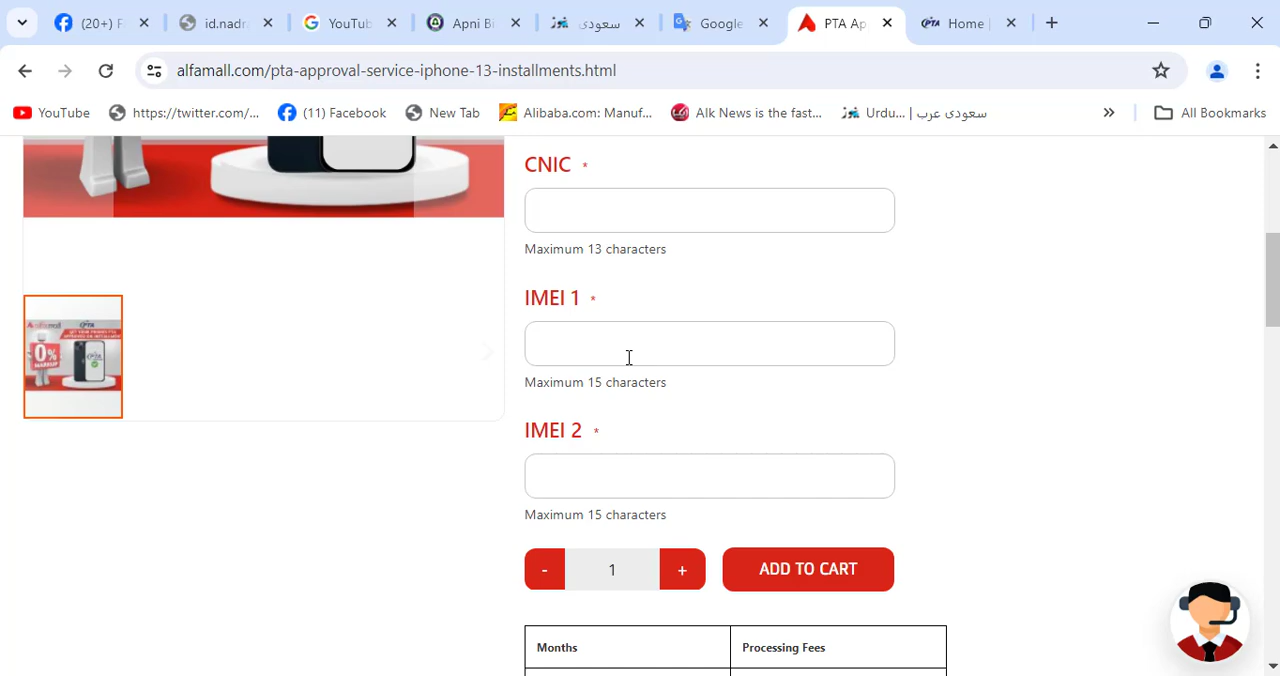 (20+) F
id.nadr
YouTub
Apni Bi
سعودی
Google
PTA Ap
Home |
alfamall.com/pta-approval-service-iphone-13-installments.html
YouTube
https://twitter.com/...
(11) Facebook
New Tab
Alibaba.com: Manuf...
Alk News is the fast...
Urdu... | سعودی عرب
»
All Bookmarks
CNIC *
Maximum 13 characters
IMEI 1 *
Maximum 15 characters
IMEI 2 *
Maximum 15 characters
- 1 +
ADD TO CART
Months
Processing Fees
0%
MARKUP